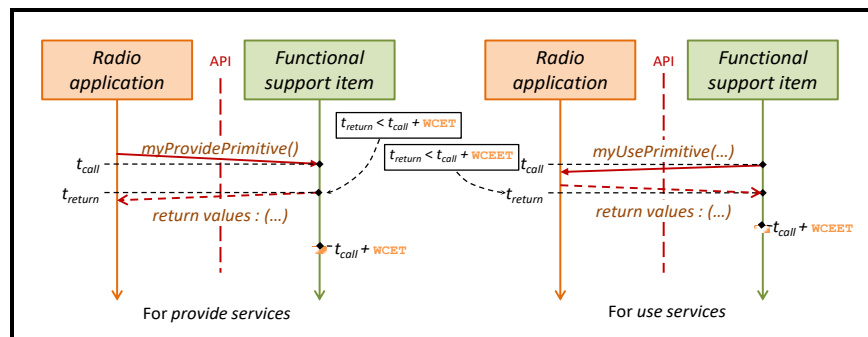 Radio
application
API
Functional
support item
t_return < t_call + WCET
myProvidePrimitive()
t_call
t_return
return values : (...)
t_call + WCET
For provide services
Radio
application
API
Functional
support item
t_return < t_call + WCEET
myUsePrimitive(...)
t_call
t_return
return values : (...)
t_call + WCEET
For use services